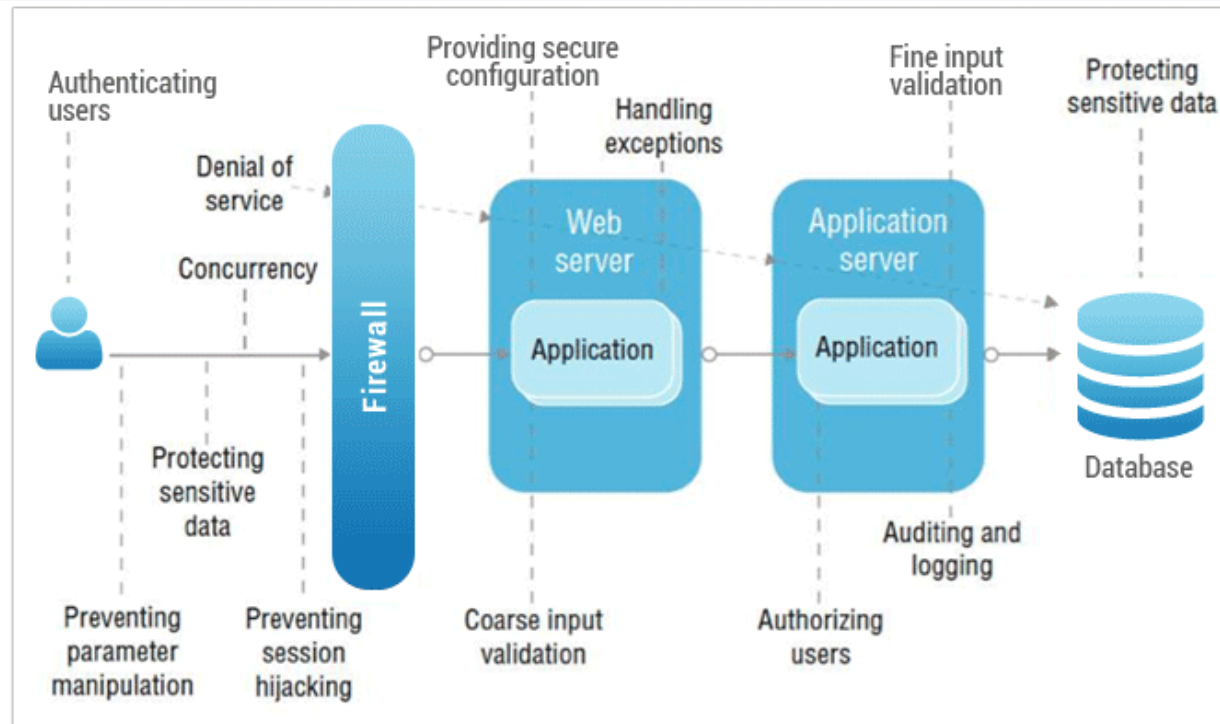 Authenticating
users
Providing secure
configuration
Fine input
validation
Protecting
sensitive data
Handling
exceptions
Denial of
service
Concurrency
Firewall
Web
server
Application
Application
server
Application
Database
Protecting
sensitive
data
Preventing
parameter
manipulation
Preventing
session
hijacking
Coarse input
validation
Authorizing
users
Auditing and
logging